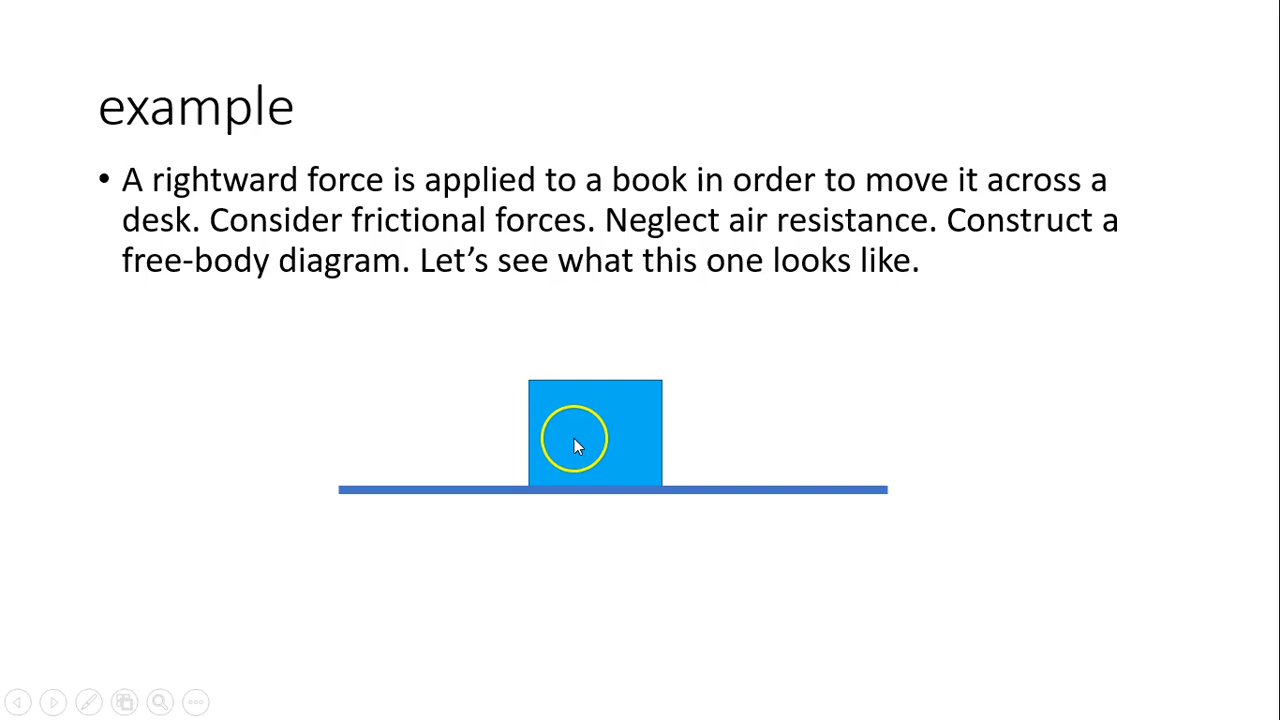 example
• A rightward force is applied to a book in order to move it across a
desk. Consider frictional forces. Neglect air resistance. Construct a
free-body diagram. Let’s see what this one looks like.